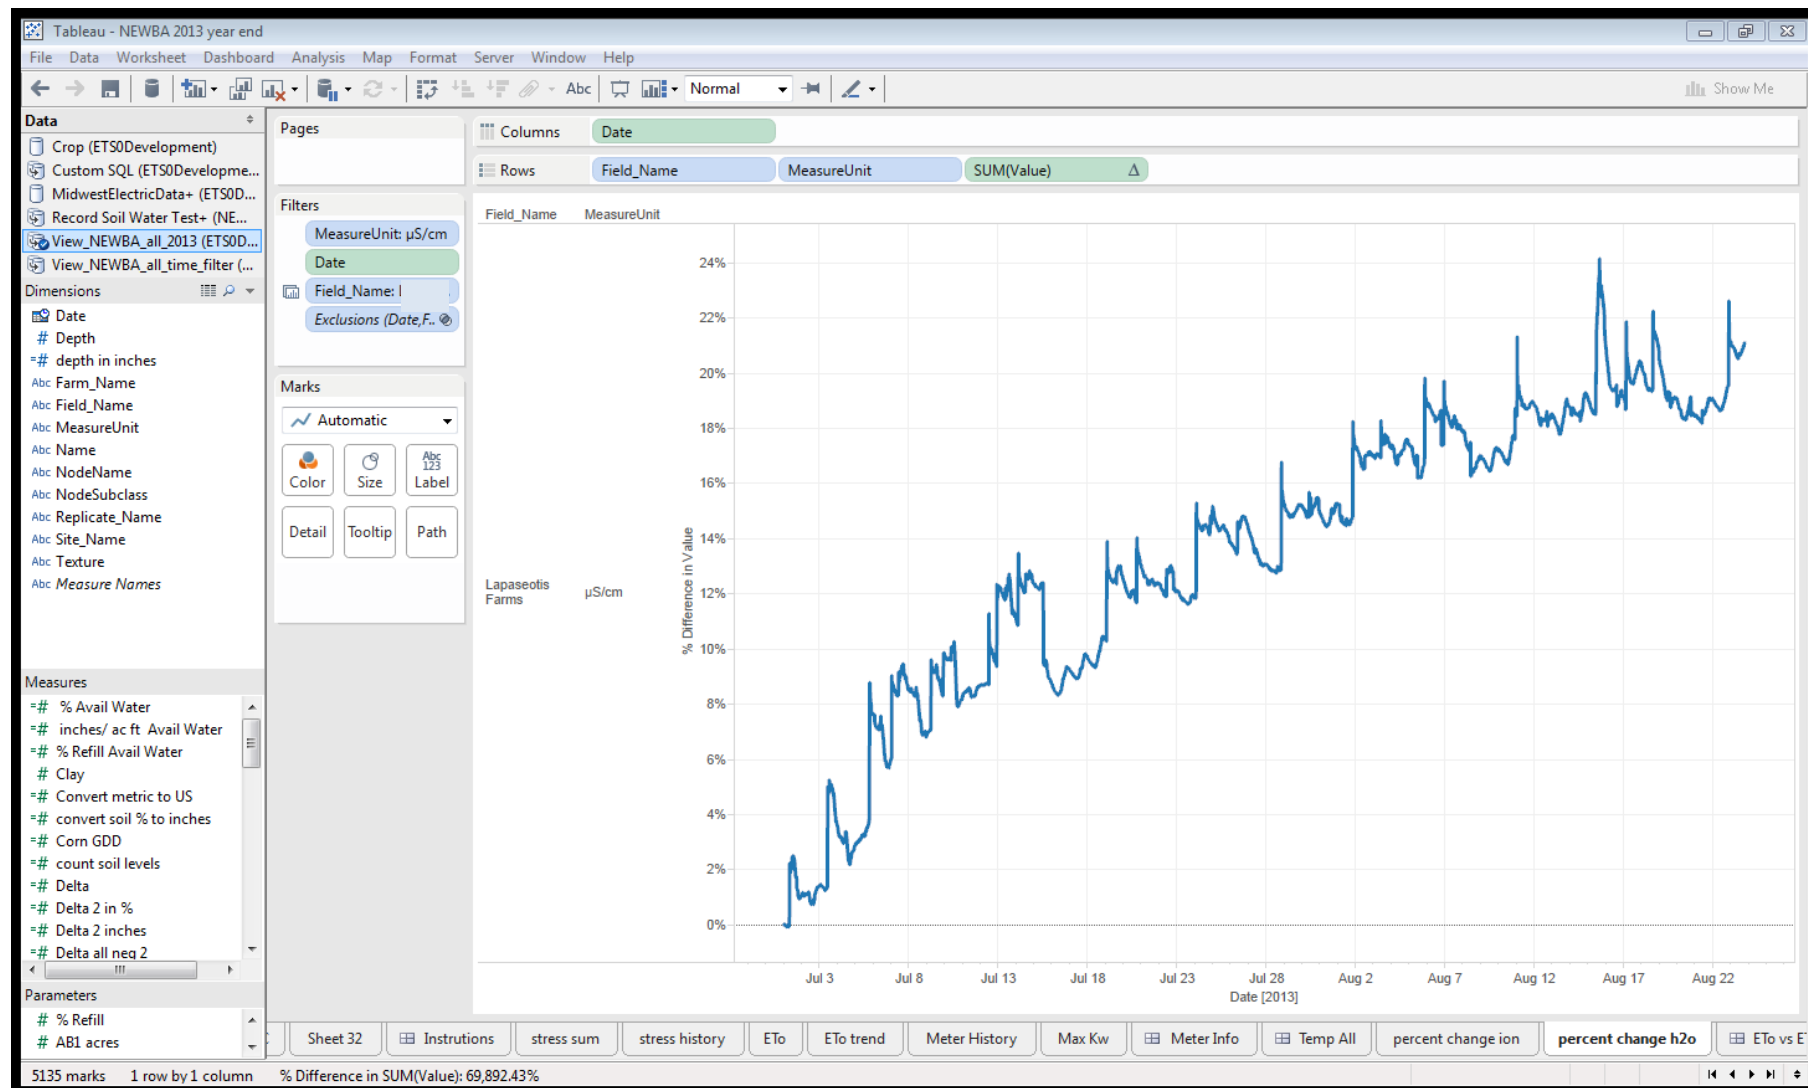 Tableau - NEWBA 2013 year end
File Data Worksheet Dashboard Analysis Map Format Server Window Help
Abc Normal Show Me
Data
Crop (ETS0Development)
Custom SQL (ETS0Developme...
MidwestElectricData+ (ETS0D...
Record Soil Water Test+ (NE...
View_NEWBA_all_2013 (ETS0D...
View_NEWBA_all_time_filter (...
Dimensions
Date
# Depth
=# depth in inches
Abc Farm_Name
Abc Field_Name
Abc MeasureUnit
Abc Name
Abc NodeName
Abc NodeSubclass
Abc Replicate_Name
Abc Site_Name
Abc Texture
Abc Measure Names
Measures
=# % Avail Water
=# inches/ ac ft Avail Water
=# % Refill Avail Water
# Clay
=# Convert metric to US
=# convert soil % to inches
=# Corn GDD
=# count soil levels
=# Delta
=# Delta 2 in %
=# Delta 2 inches
=# Delta all neg 2
Parameters
# % Refill
# AB1 acres
Pages
Filters
MeasureUnit: µS/cm
Date
Field_Name:
Exclusions (Date,F..
Marks
Automatic
Color Size Abc 123 Label
Detail Tooltip Path
Columns Date
Rows Field_Name MeasureUnit SUM(Value) Δ
Field_Name MeasureUnit
Lapaseotis
Farms
µS/cm
% Difference in Value
24%
22%
20%
18%
16%
14%
12%
10%
8%
6%
4%
2%
0%
Jul 3 Jul 8 Jul 13 Jul 18 Jul 23 Jul 28 Aug 2 Aug 7 Aug 12 Aug 17 Aug 22
Date [2013]
Sheet 32 Instrutions stress sum stress history ETo ETo trend Meter History Max Kw Meter Info Temp All percent change ion percent change h2o ETo vs E
5135 marks 1 row by 1 column % Difference in SUM(Value): 69,892.43%